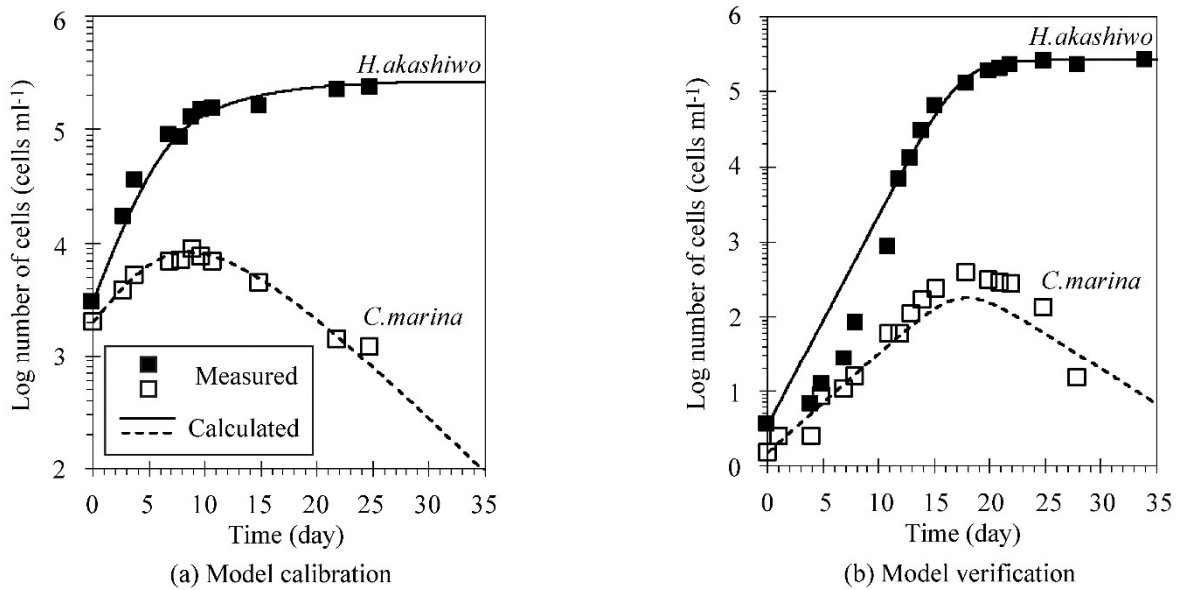 Log number of cells (cells ml-1)
6
5
4
3
2
H.akashiwo
C.marina
Measured
Calculated
0 5 10 15 20 25 30 35
Time (day)
(a) Model calibration
Log number of cells (cells ml-1)
6
5
4
3
2
1
0
H.akashiwo
C.marina
0 5 10 15 20 25 30 35
Time (day)
(b) Model verification